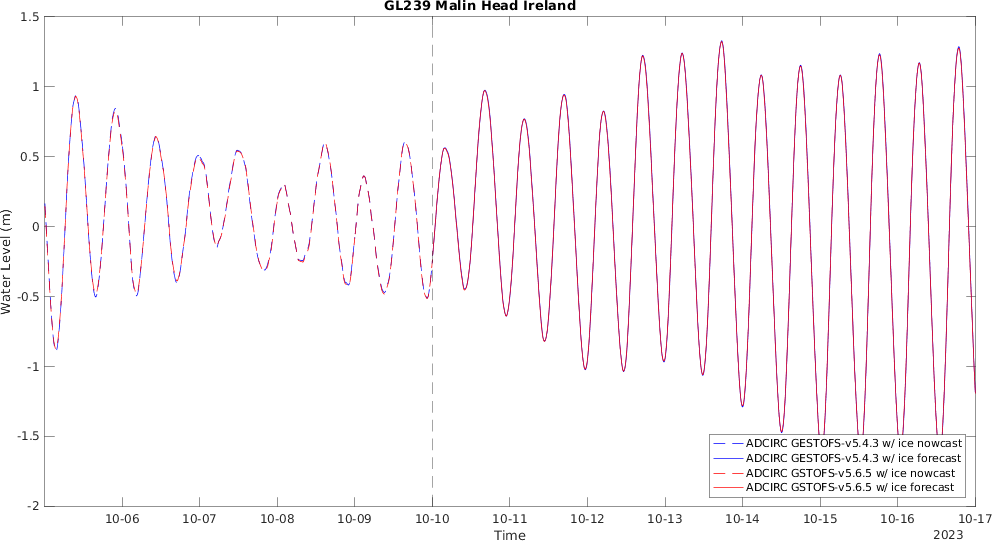 GL239 Malin Head Ireland
1.5
1
0.5
0
-0.5
-1
-1.5
-2
Water Level (m)
ADCIRC GESTOFS-v5.4.3 w/ ice nowcast
ADCIRC GESTOFS-v5.4.3 w/ ice forecast
ADCIRC GSTOFS-v5.6.5 w/ ice nowcast
ADCIRC GSTOFS-v5.6.5 w/ ice forecast
10-06 10-07 10-08 10-09 10-10 10-11 10-12 10-13 10-14 10-15 10-16 10-17
Time
2023